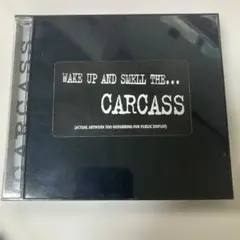 WAKE UP AND SMELL THE...
CARCASS
(ACTUAL ARTWORK TOO DISTURBING FOR PUBLIC DISPLAY)
CARCASS